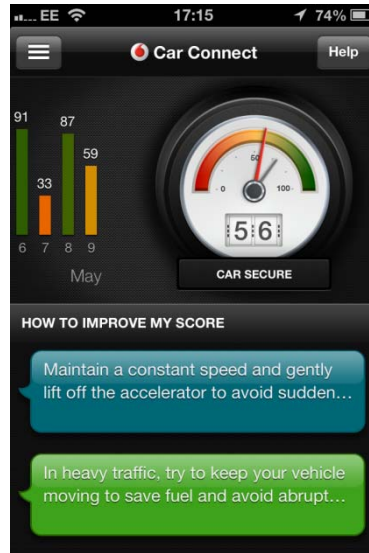 EE 17:15 74%
Car Connect Help
91
87
59
33
6 7 8 9
May
0 50 100
56
CAR SECURE
HOW TO IMPROVE MY SCORE
Maintain a constant speed and gently
lift off the accelerator to avoid sudden...
In heavy traffic, try to keep your vehicle
moving to save fuel and avoid abrupt...